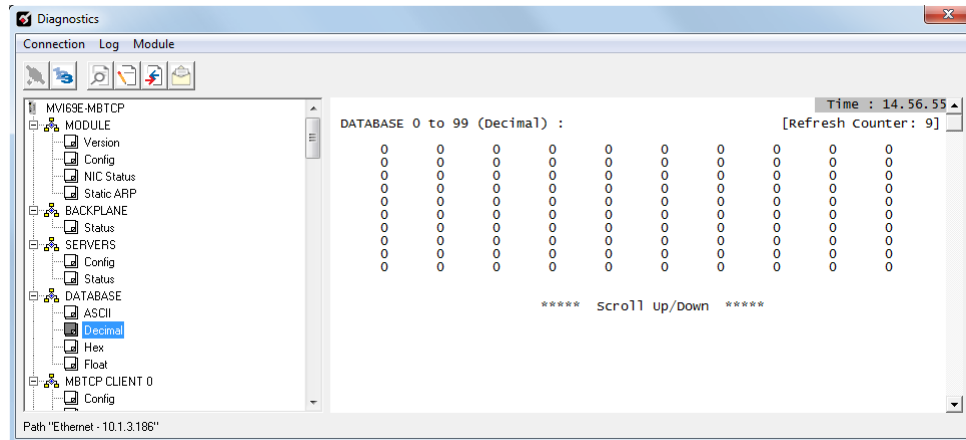 Diagnostics
Connection Log Module
MVI69E-MBTCP
MODULE
Version
Config
NIC Status
Static ARP
BACKPLANE
Status
SERVERS
Config
Status
DATABASE
ASCII
Decimal
Hex
Float
MBTCP CLIENT 0
Config
Time : 14.56.55
DATABASE 0 to 99 (Decimal) : [Refresh Counter: 9]
0 0 0 0 0 0 0 0 0 0
0 0 0 0 0 0 0 0 0 0
0 0 0 0 0 0 0 0 0 0
0 0 0 0 0 0 0 0 0 0
0 0 0 0 0 0 0 0 0 0
0 0 0 0 0 0 0 0 0 0
0 0 0 0 0 0 0 0 0 0
0 0 0 0 0 0 0 0 0 0
0 0 0 0 0 0 0 0 0 0
0 0 0 0 0 0 0 0 0 0
***** Scroll Up/Down *****
Path "Ethernet - 10.1.3.186"